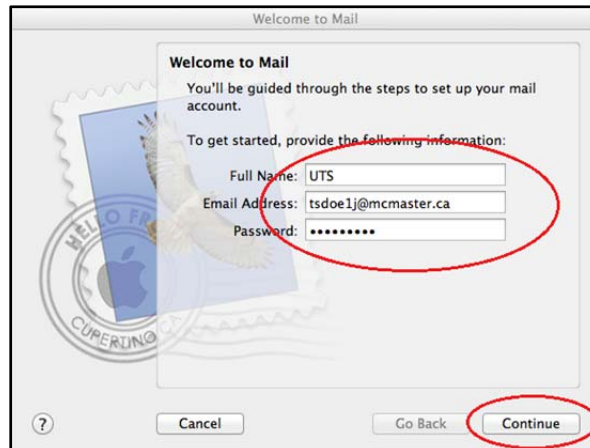 Welcome to Mail
Welcome to Mail
You'll be guided through the steps to set up your mail
account.
To get started, provide the following information:
Full Name: UTS
Email Address: tsdoe1j@mcmaster.ca
Password: •••••••••
HELLO FR
CUPERTINO CA
? Cancel Go Back Continue